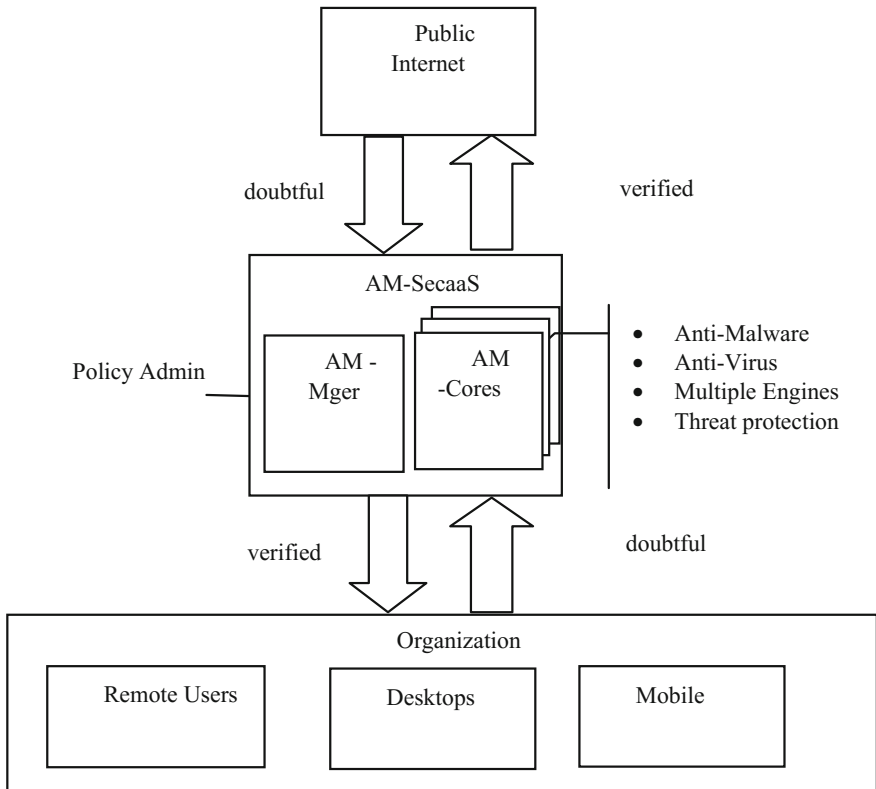 Public
Internet
doubtful
verified
AM-SecaaS
Policy Admin
AM -
Mger
AM
-Cores
• Anti-Malware
• Anti-Virus
• Multiple Engines
• Threat protection
verified
doubtful
Organization
Remote Users
Desktops
Mobile